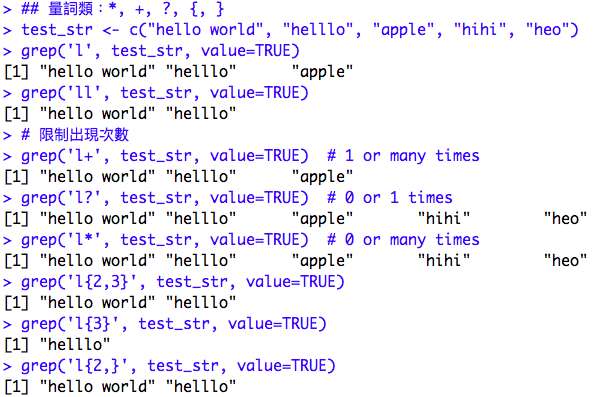 > ## 量詞類：*, +, ?, {, }
> test_str <- c("hello world", "helllo", "apple", "hihi", "heo")
> grep('l', test_str, value=TRUE)
[1] "hello world" "helllo"      "apple"
> grep('ll', test_str, value=TRUE)
[1] "hello world" "helllo"
> # 限制出現次數
> grep('l+', test_str, value=TRUE)  # 1 or many times
[1] "hello world" "helllo"      "apple"
> grep('l?', test_str, value=TRUE)  # 0 or 1 times
[1] "hello world" "helllo"      "apple"       "hihi"        "heo"
> grep('l*', test_str, value=TRUE)  # 0 or many times
[1] "hello world" "helllo"      "apple"       "hihi"        "heo"
> grep('l{2,3}', test_str, value=TRUE)
[1] "hello world" "helllo"
> grep('l{3}', test_str, value=TRUE)
[1] "helllo"
> grep('l{2,}', test_str, value=TRUE)
[1] "hello world" "helllo"